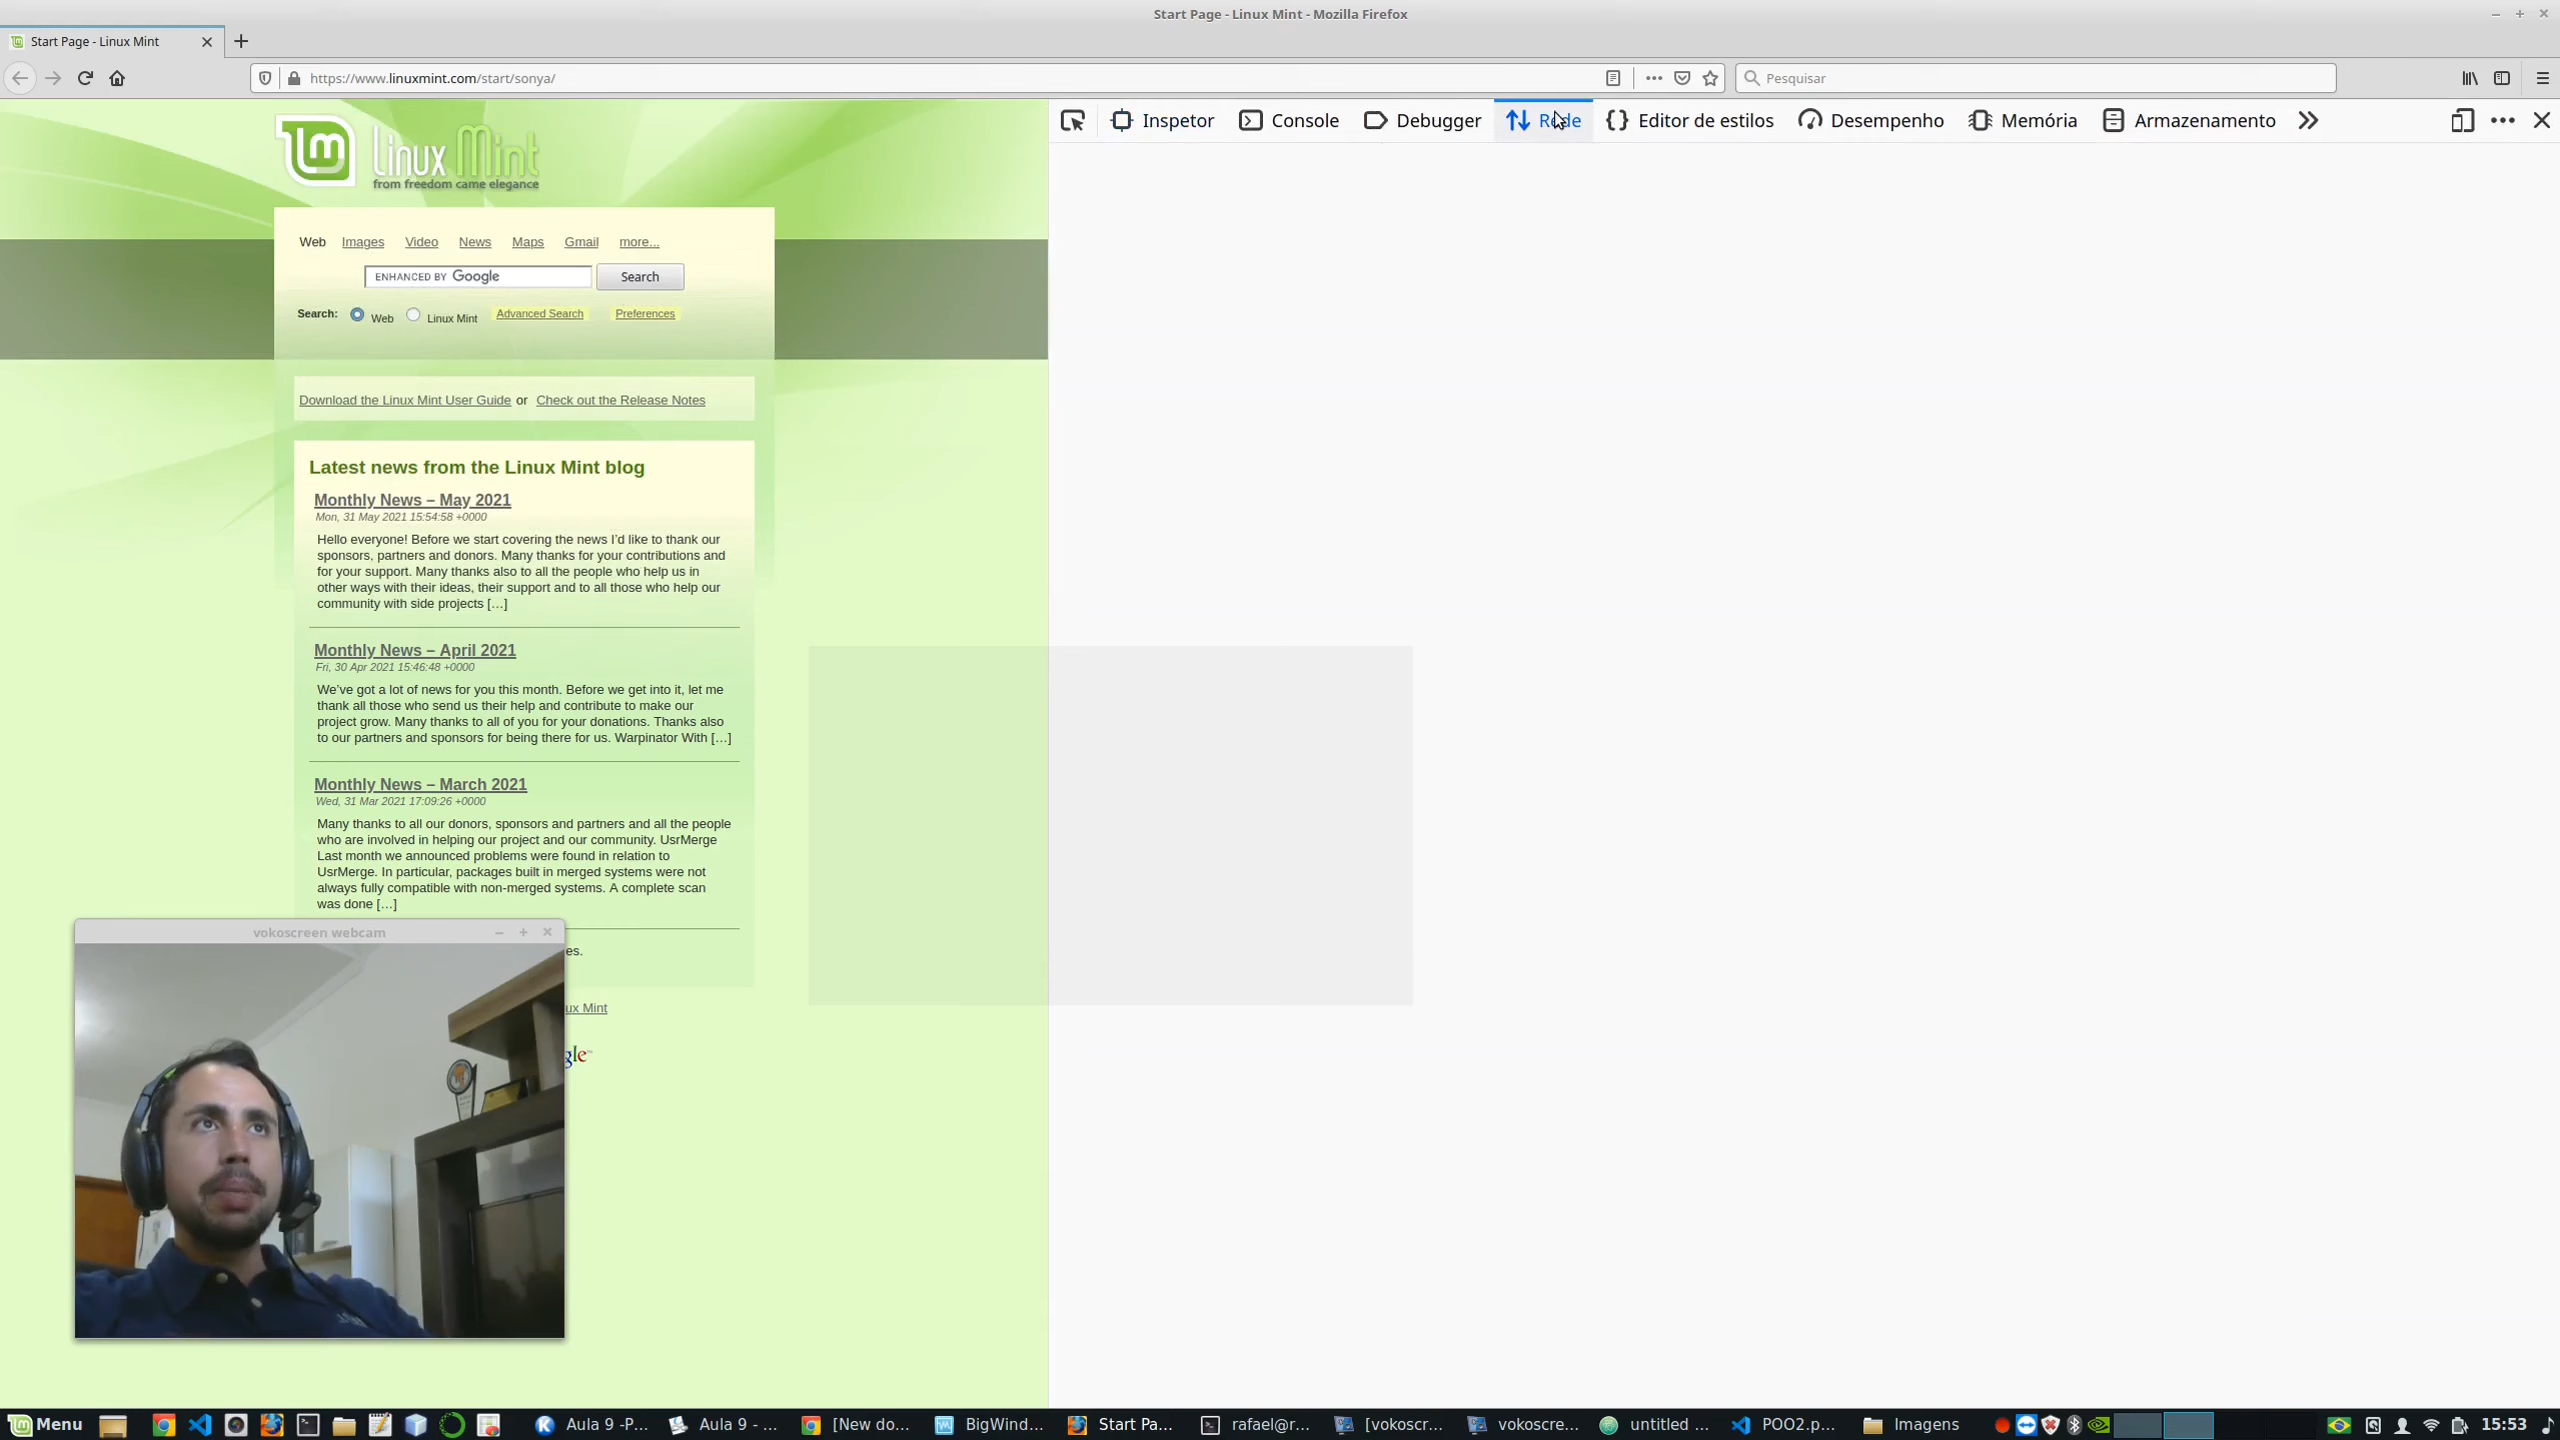 Start Page - Linux Mint - Mozilla Firefox
Start Page - Linux Mint
https://www.linuxmint.com/start/sonya/
Pesquisar
Inspetor
Console
Debugger
Rede
Editor de estilos
Desempenho
Memória
Armazenamento
Linux Mint
from freedom came elegance
Web Images Video News Maps Gmail more...
ENHANCED BY Google
Search
Search: Web Linux Mint Advanced Search Preferences
Download the Linux Mint User Guide or Check out the Release Notes
Latest news from the Linux Mint blog
Monthly News – May 2021
Mon, 31 May 2021 15:54:58 +0000
Hello everyone! Before we start covering the news I'd like to thank our
sponsors, partners and donors. Many thanks for your contributions and
for your support. Many thanks also to all the people who help us in
other ways with their ideas, their support and to all those who help our
community with side projects […]
Monthly News – April 2021
Fri, 30 Apr 2021 15:46:48 +0000
We've got a lot of news for you this month. Before we get into it, let me
thank all those who send us their help and contribute to make our
project grow. Many thanks to all of you for your donations. Thanks also
to our partners and sponsors for being there for us. Warpinator With […]
Monthly News – March 2021
Wed, 31 Mar 2021 17:09:26 +0000
Many thanks to all our donors, sponsors and partners and all the people
who are involved in helping our project and our community. UsrMerge
Last month we announced problems were found in relation to
UsrMerge. In particular, packages built in merged systems were not
always fully compatible with non-merged systems. A complete scan
was done […]
vokoscreen webcam
es.
ux Mint
gle™
Menu
Aula 9 -P...
Aula 9 - ...
[New do...
BigWind...
Start Pa...
rafael@r...
[vokoscr...
vokoscre...
untitled ...
POO2.p...
Imagens
15:53